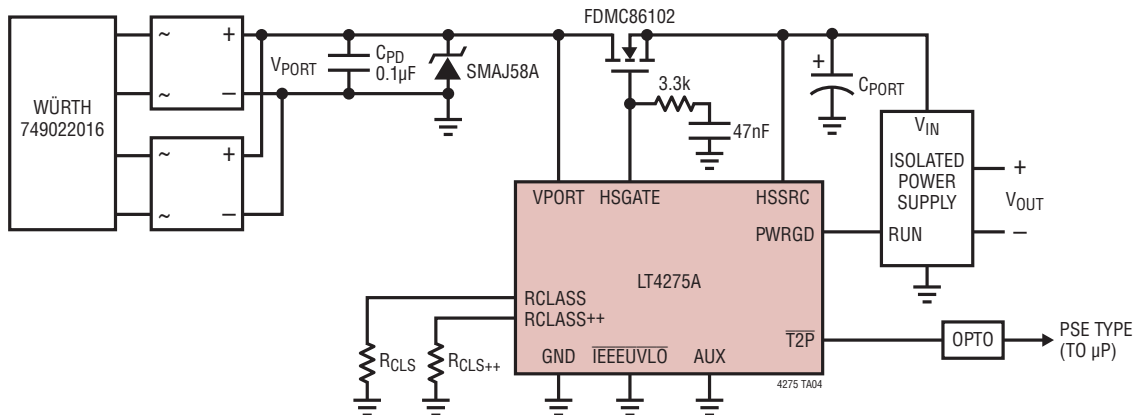 FDMC86102
WÜRTH
749022016
~
~
+
–
~
~
+
–
VPORT
CPD
0.1µF
SMAJ58A
3.3k
47nF
+
CPORT
VIN
ISOLATED
POWER
SUPPLY
RUN
+
VOUT
–
VPORT
HSGATE
HSSRC
PWRGD
LT4275A
RCLASS
RCLASS++
T2P
GND
IEEEUVLO
AUX
RCLS
RCLS++
OPTO
PSE TYPE
(TO µP)
4275 TA04